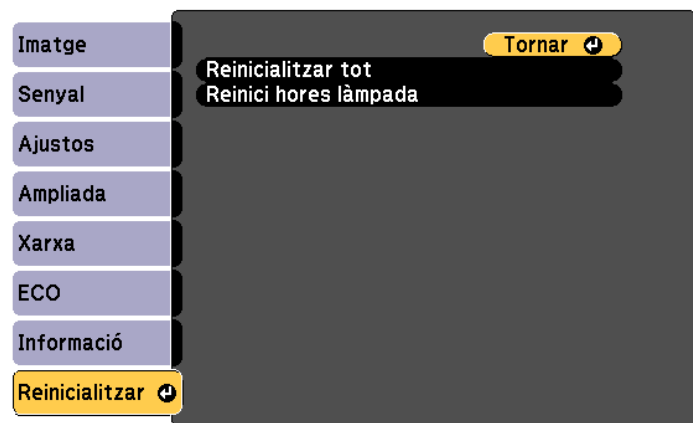 Imatge
Senyal
Ajustos
Ampliada
Xarxa
ECO
Informació
Reinicialitzar
Tornar
Reinicialitzar tot
Reinici hores làmpada